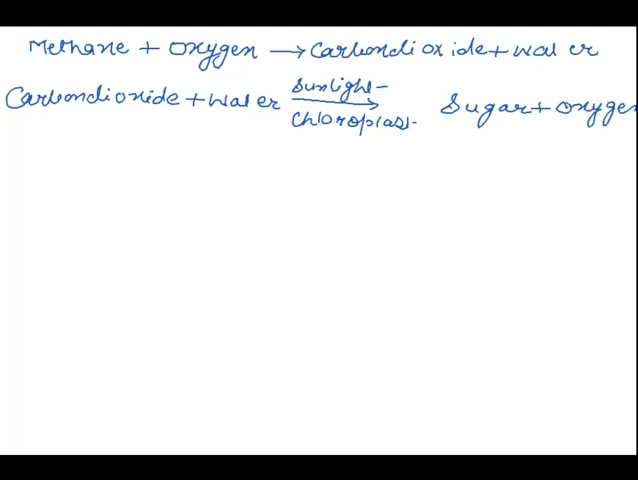 Methane + Oxygen → Carbondioxide + water
Carbondioxide + water Sunlight → Chloroplast Sugar + oxygen